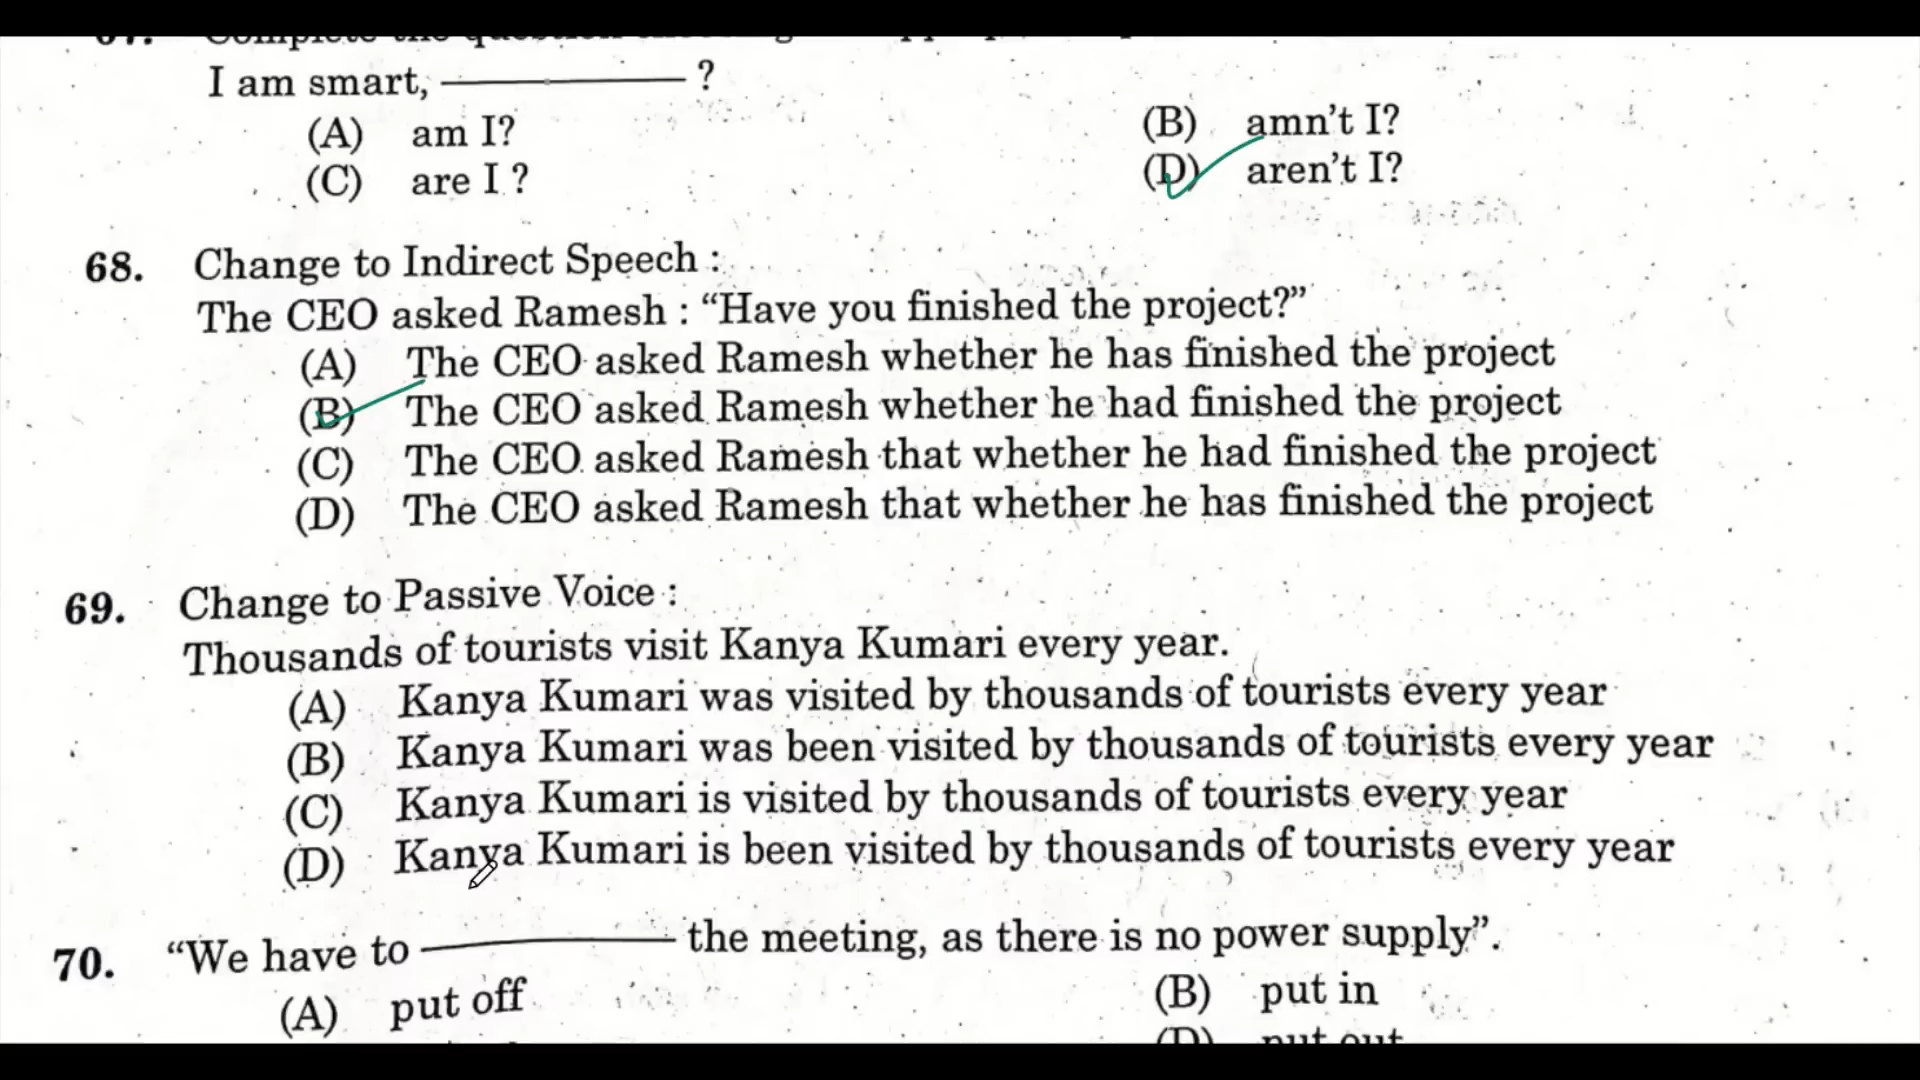 I am smart, ?
(A) am I?
(B) amn't I?
(C) are I ?
(D) aren't I?
68. Change to Indirect Speech :
The CEO asked Ramesh : “Have you finished the project?”
(A) The CEO asked Ramesh whether he has finished the project
(B) The CEO asked Ramesh whether he had finished the project
(C) The CEO asked Ramesh that whether he had finished the project
(D) The CEO asked Ramesh that whether he has finished the project
69. Change to Passive Voice :
Thousands of tourists visit Kanya Kumari every year.
(A) Kanya Kumari was visited by thousands of tourists every year
(B) Kanya Kumari was been visited by thousands of tourists every year
(C) Kanya Kumari is visited by thousands of tourists every year
(D) Kanya Kumari is been visited by thousands of tourists every year
70. “We have to the meeting, as there is no power supply”.
(A) put off
(B) put in
(D) put out